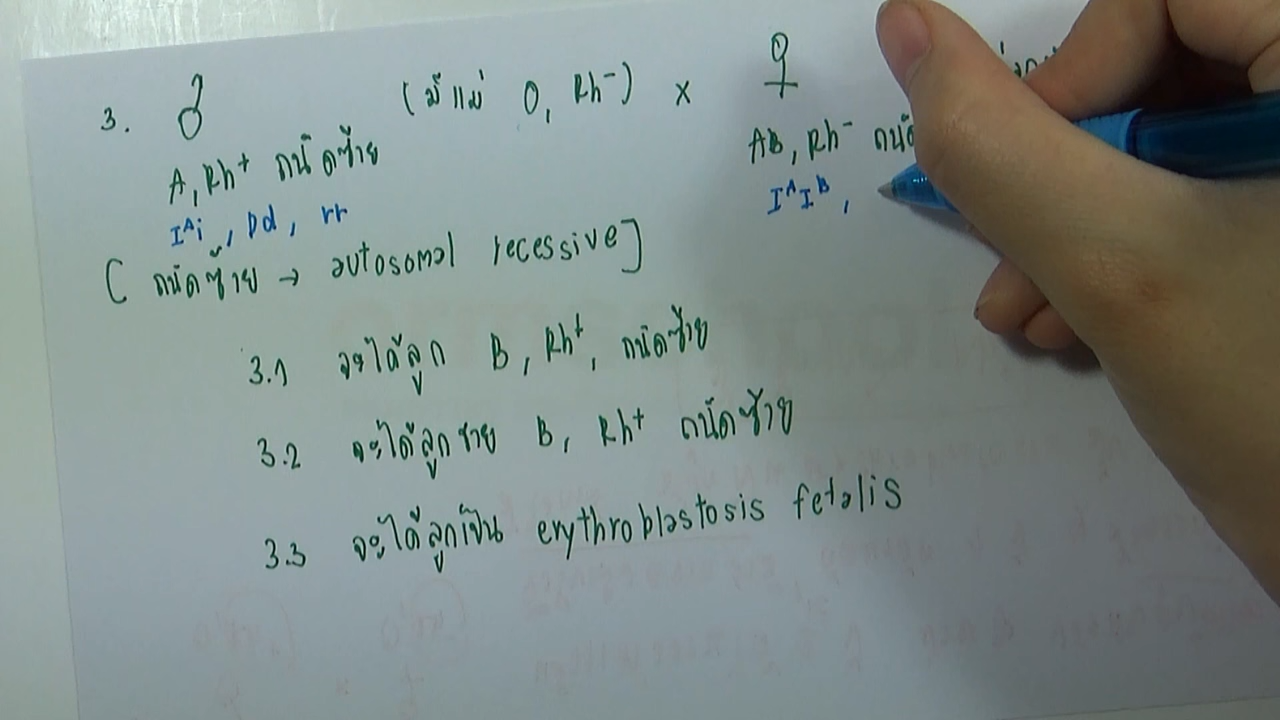 3. ♂ (มีแม่ O, Rh⁻) x ♀
A, Rh⁺ ถนัดซ้าย AB, Rh⁻
Iᴬi, Dd, rr IᴬIᴮ,
[ ถนัดซ้าย → autosomal recessive]
3.1 จะได้ลูก B, Rh⁺, ถนัดซ้าย
3.2 จะได้ลูกชาย B, Rh⁺ ถนัดซ้าย
3.3 จะได้ลูกเป็น erythroblastosis fetalis